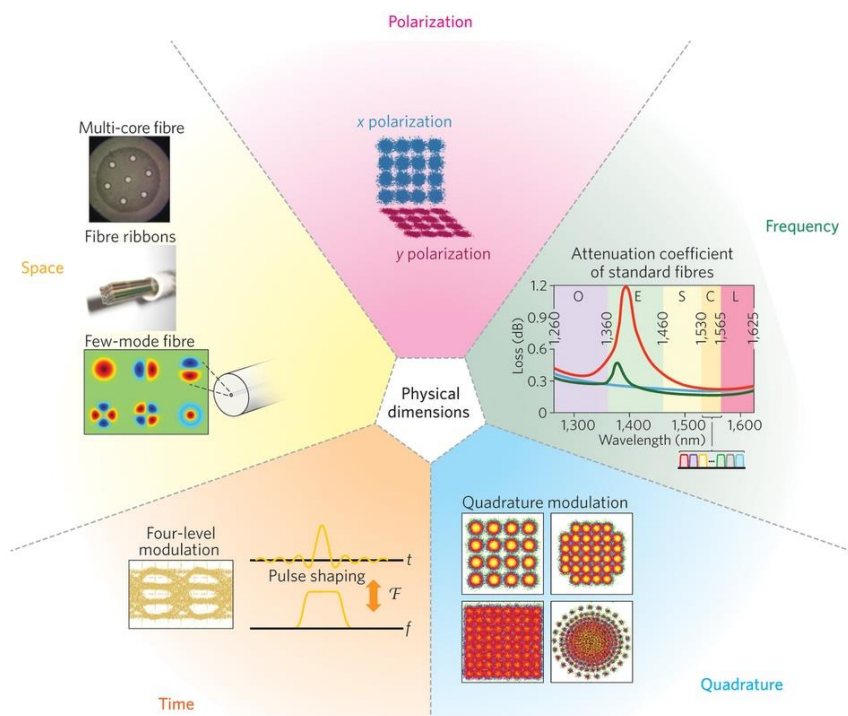 Polarization
x polarization
y polarization
Multi-core fibre
Fibre ribbons
Space
Few-mode fibre
Frequency
Attenuation coefficient
of standard fibres
O E S C L
1,260
1,360
1,460
1,530
1,565
1,625
Loss (dB)
1.2
0.9
0.6
0.3
0
1,300 1,400 1,500 1,600
Wavelength (nm)
Physical
dimensions
Four-level
modulation
t
Pulse shaping
ℱ
f
Time
Quadrature modulation
Quadrature